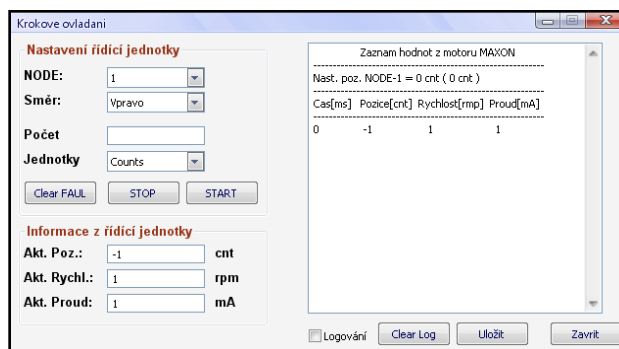 Krokove ovladani
Nastavení řídící jednotky
NODE:
1
Směr:
Vpravo
Počet
Jednotky
Counts
Clear FAUL
STOP
START
Informace z řídící jednotky
Akt. Poz.:
-1
cnt
Akt. Rychl.:
1
rpm
Akt. Proud:
1
mA
Zaznam hodnot z motoru MAXON
------------------------------------------------------------------------
Nast. poz. NODE-1 = 0 cnt ( 0 cnt )
------------------------------------------------------------------------
Cas[ms] Pozice[cnt] Rychlost[rmp] Proud[mA]
------------------------------------------------------------------------
0 -1 1 1
Logování
Clear Log
Uložit
Zavrit